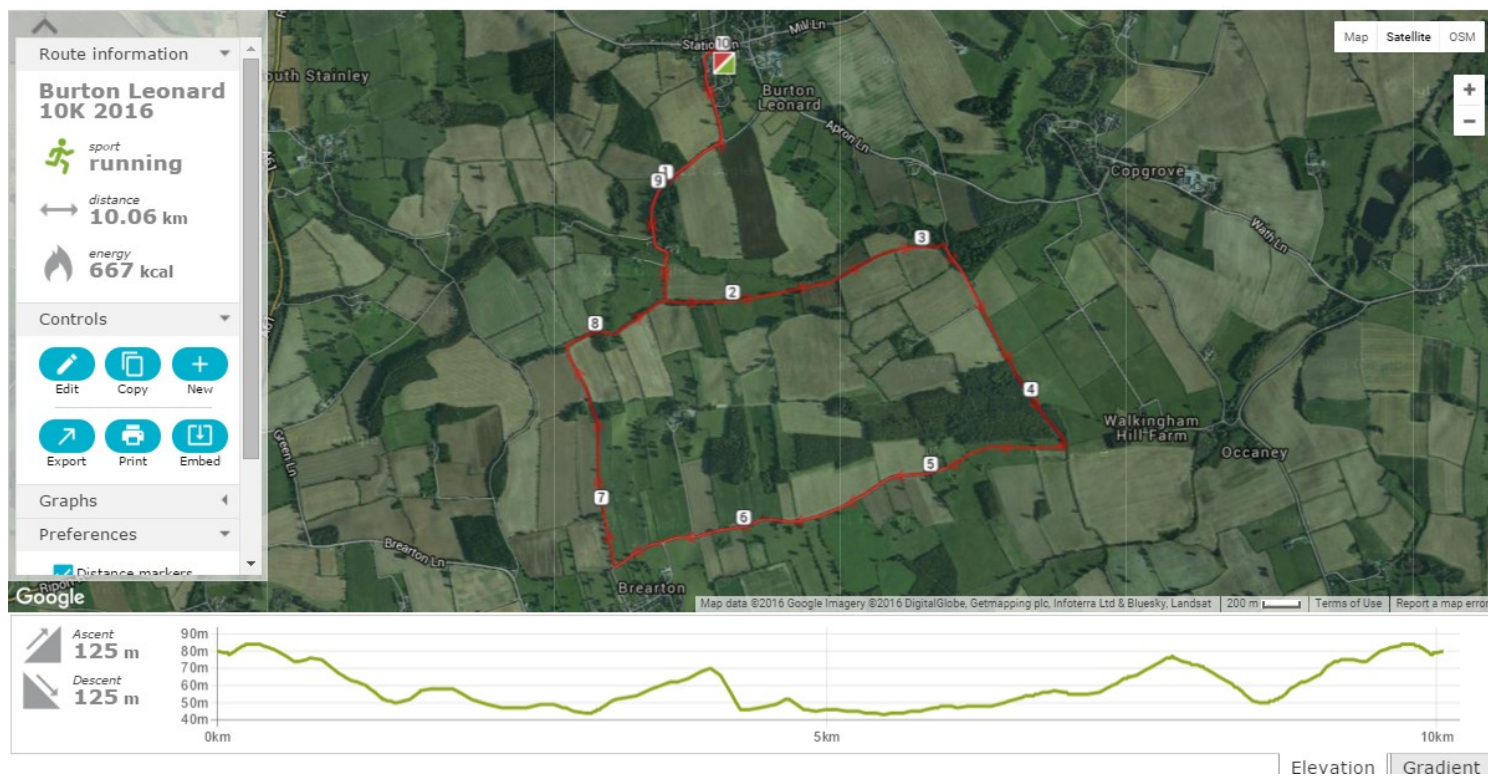 Route information
Burton Leonard
10K 2016
sport
running
distance
10.06 km
energy
667 kcal
Controls
Edit Copy New
Export Print Embed
Graphs
Preferences
Distance markers
Google
Map Satellite OSM
+
−
Mill Ln
10
Burton
Leonard
Apron Ln
Copgrove
Wath Ln
A61
9
3
2
8
A61
4
Walkingham
Hill Farm
Occaney
Green Ln
5
7
6
Brearton Ln
Brearton
Map data ©2016 Google Imagery ©2016 DigitalGlobe, Getmapping plc, Infoterra Ltd & Bluesky, Landsat 200 m Terms of Use Report a map error
Ascent
125 m
Descent
125 m
90m
80m
70m
60m
50m
40m
0km 5km 10km
Elevation Gradient